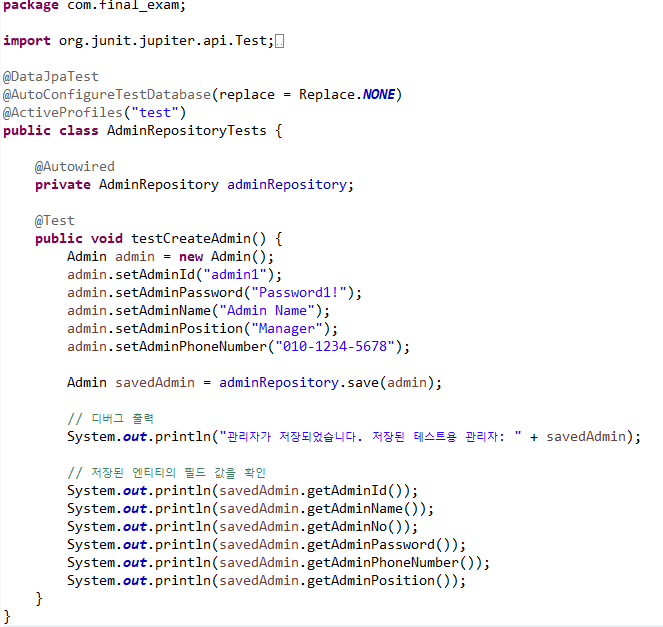 package com.final_exam;
import org.junit.jupiter.api.Test;
@DataJpaTest
@AutoConfigureTestDatabase(replace = Replace.NONE)
@ActiveProfiles("test")
public class AdminRepositoryTests {
@Autowired
private AdminRepository adminRepository;
@Test
public void testCreateAdmin() {
Admin admin = new Admin();
admin.setAdminId("admin1");
admin.setAdminPassword("Password1!");
admin.setAdminName("Admin Name");
admin.setAdminPosition("Manager");
admin.setAdminPhoneNumber("010-1234-5678");
Admin savedAdmin = adminRepository.save(admin);
// 디버그 출력
System.out.println("관리자가 저장되었습니다. 저장된 테스트용 관리자: " + savedAdmin);
// 저장된 엔티티의 필드 값을 확인
System.out.println(savedAdmin.getAdminId());
System.out.println(savedAdmin.getAdminName());
System.out.println(savedAdmin.getAdminNo());
System.out.println(savedAdmin.getAdminPassword());
System.out.println(savedAdmin.getAdminPhoneNumber());
System.out.println(savedAdmin.getAdminPosition());
}
}